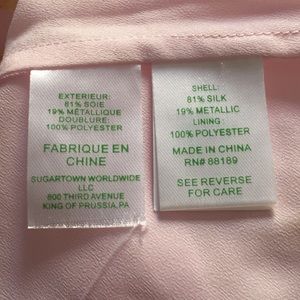 EXTERIEUR:
81% SOIE
19% MÉTALLIQUE
DOUBLURE:
100% POLYESTER
FABRIQUE EN
CHINE
SUGARTOWN WORLDWIDE
LLC
800 THIRD AVENUE
KING OF PRUSSIA, PA
SHELL:
81% SILK
19% METALLIC
LINING:
100% POLYESTER
MADE IN CHINA
RN# 88189
SEE REVERSE
FOR CARE